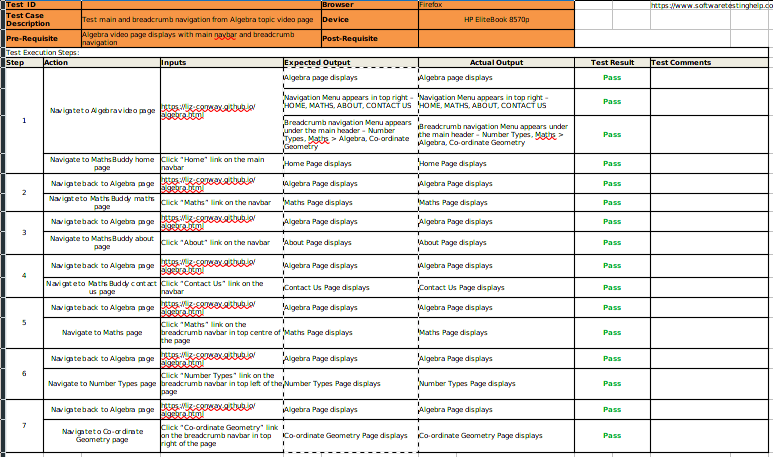 Test ID Browser Firefox https://www.softwaretestinghelp.co
Test Case Description Test main and breadcrumb navigation from Algebra topic video page Device HP EliteBook 8570p
Pre-Requisite Algebra video page displays with main navbar and breadcrumb navigation Post-Requisite
Test Execution Steps:
Step Action Inputs Expected Output Actual Output Test Result Test Comments
1 Navigate to Algebra video page https://liz-conway.github.io/algebra.html Algebra page displays Algebra page displays Pass
Navigation Menu appears in top right – HOME, MATHS, ABOUT, CONTACT US Navigation Menu appears in top right – HOME, MATHS, ABOUT, CONTACT US Pass
Breadcrumb navigation Menu appears under the main header – Number Types, Maths > Algebra, Co-ordinate Geometry Breadcrumb navigation Menu appears under the main header – Number Types, Maths > Algebra, Co-ordinate Geometry Pass
Navigate to MathsBuddy home page Click "Home" link on the main navbar Home Page displays Home Page displays Pass
2 Navigate back to Algebra page https://liz-conway.github.io/algebra.html Algebra Page displays Algebra Page displays Pass
Navigate to Maths Buddy maths page Click "Maths" link on the navbar Maths Page displays Maths Page displays Pass
3 Navigate back to Algebra page https://liz-conway.github.io/algebra.html Algebra Page displays Algebra Page displays Pass
Navigate to MathsBuddy about page Click "About" link on the navbar About Page displays About Page displays Pass
4 Navigate back to Algebra page https://liz-conway.github.io/algebra.html Algebra Page displays Algebra Page displays Pass
Navigate to Maths Buddy contact us page Click "Contact Us" link on the navbar Contact Us Page displays Contact Us Page displays Pass
5 Navigate back to Algebra page https://liz-conway.github.io/algebra.html Algebra Page displays Algebra Page displays Pass
Navigate to Maths page Click "Maths" link on the breadcrumb navbar in top centre of the page Maths Page displays Maths Page displays Pass
6 Navigate back to Algebra page https://liz-conway.github.io/algebra.html Algebra Page displays Algebra Page displays Pass
Navigate to Number Types page Click "Number Types" link on the breadcrumb navbar in top left of the page Number Types Page displays Number Types Page displays Pass
7 Navigate back to Algebra page https://liz-conway.github.io/algebra.html Algebra Page displays Algebra Page displays Pass
Navigate to Co-ordinate Geometry page Click "Co-ordinate Geometry" link on the breadcrumb navbar in top right of the page Co-ordinate Geometry Page displays Co-ordinate Geometry Page displays Pass